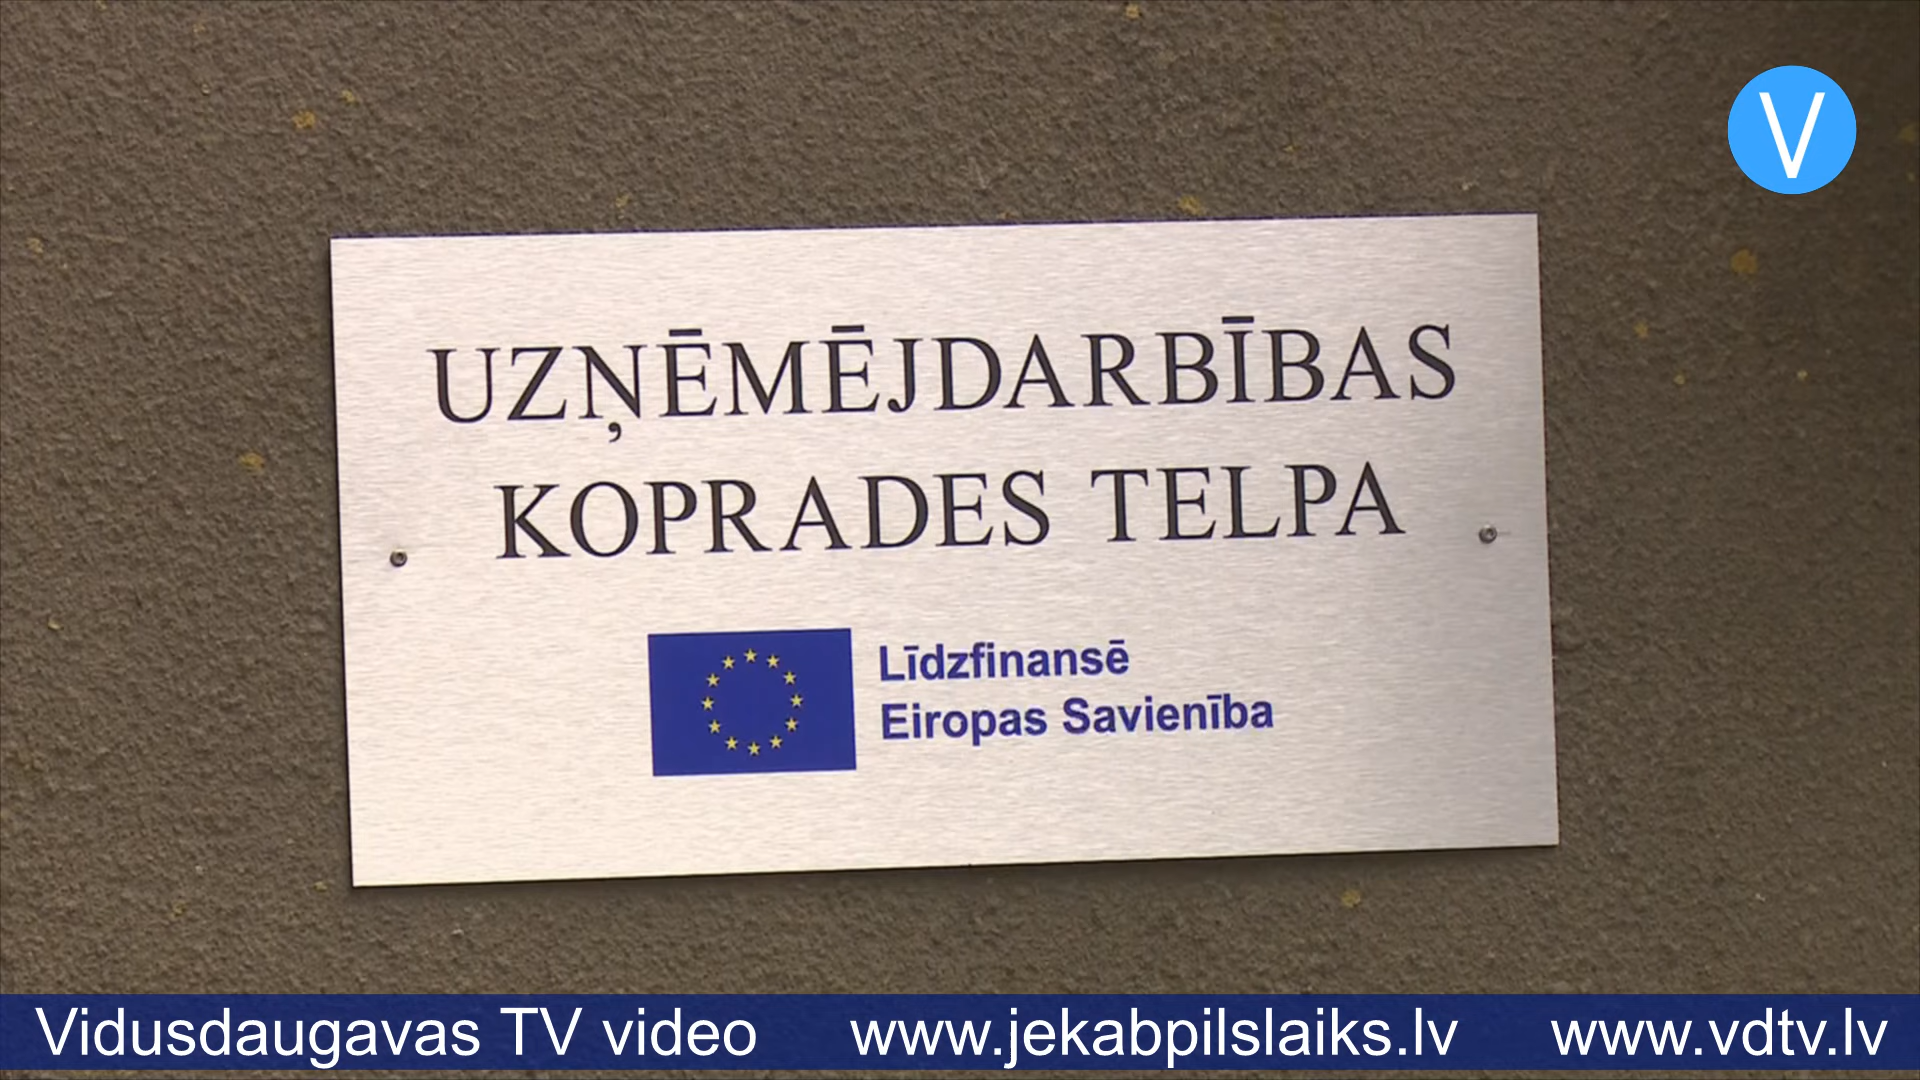 V
UZŅĒMĒJDARBĪBAS
KOPRADES TELPA
Līdzfinansē
Eiropas Savienība
Vidusdaugavas TV video www.jekabpilslaiks.lv www.vdtv.lv